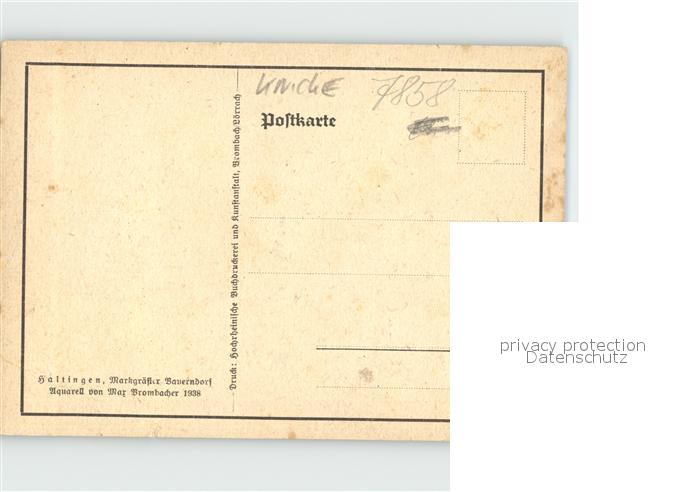 KIRCHE 7858
Postkarte
Druck: Hochrheinische Buchdruckerei und Kunstanstalt, Brombach/Lörrach
Haltingen, Markgräfler Bauerndorf
Aquarell von Max Brombacher 1938
privacy protection
Datenschutz